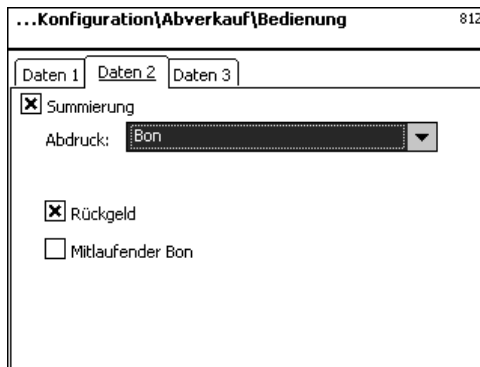 ...Konfiguration\Abverkauf\Bedienung 812
Daten 1 Daten 2 Daten 3
Summierung
Abdruck: Bon
Rückgeld
Mitlaufender Bon